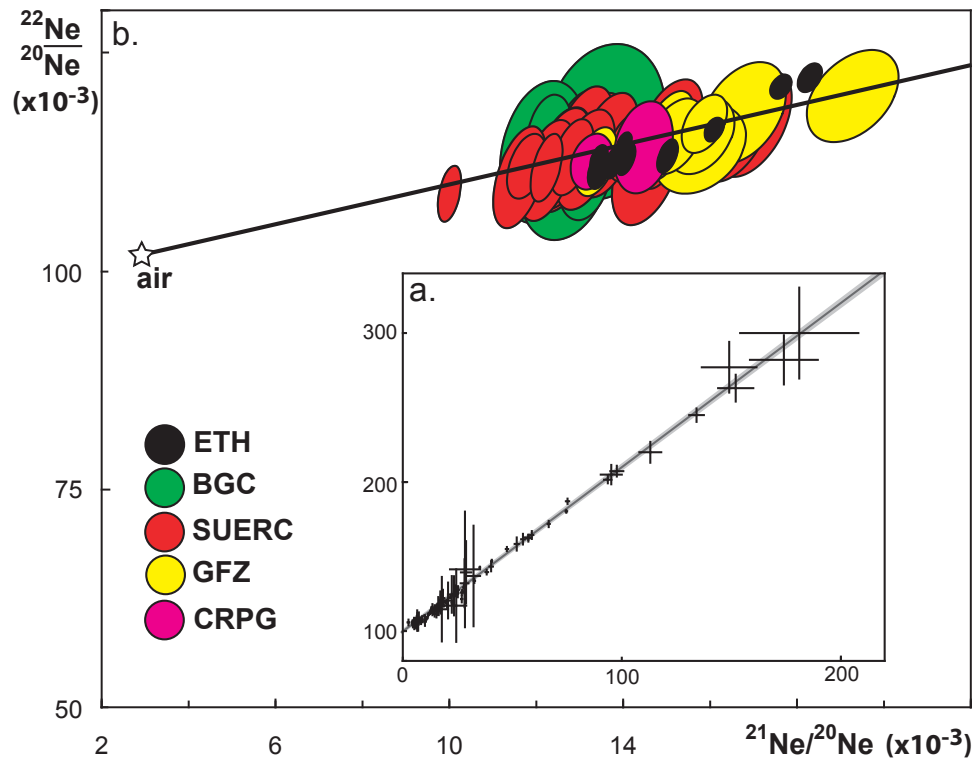 ²²Ne
²⁰Ne
(x10⁻³)
b.
100
75
50
air
a.
300
200
100
0
100
200
ETH
BGC
SUERC
GFZ
CRPG
2
10
14
²¹Ne/²⁰Ne (x10⁻³)